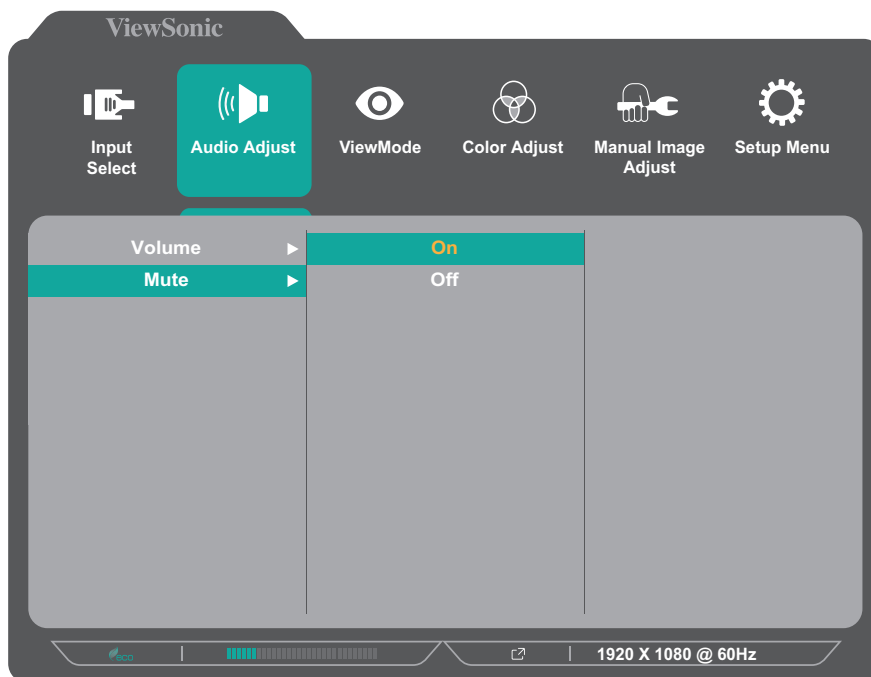 ViewSonic
Input
Select
Audio Adjust
ViewMode
Color Adjust
Manual Image
Adjust
Setup Menu
Volume
On
Mute
Off
eco
1920 X 1080 @ 60Hz